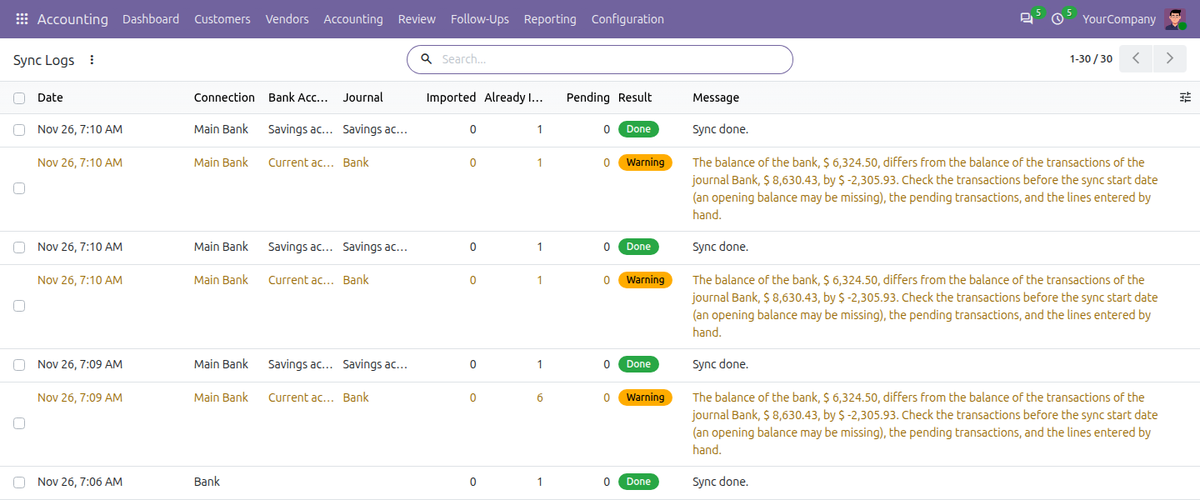 Accounting Dashboard Customers Vendors Accounting Review Follow-Ups Reporting Configuration 5 5 YourCompany
Sync Logs Search... 1-30 / 30
Date Connection Bank Acc... Journal Imported Already I... Pending Result Message
Nov 26, 7:10 AM Main Bank Savings ac... Savings ac... 0 1 0 Done Sync done.
Nov 26, 7:10 AM Main Bank Current ac... Bank 0 1 0 Warning The balance of the bank, $ 6,324.50, differs from the balance of the transactions of the
journal Bank, $ 8,630.43, by $ -2,305.93. Check the transactions before the sync start date
(an opening balance may be missing), the pending transactions, and the lines entered by
hand.
Nov 26, 7:10 AM Main Bank Savings ac... Savings ac... 0 1 0 Done Sync done.
Nov 26, 7:10 AM Main Bank Current ac... Bank 0 1 0 Warning The balance of the bank, $ 6,324.50, differs from the balance of the transactions of the
journal Bank, $ 8,630.43, by $ -2,305.93. Check the transactions before the sync start date
(an opening balance may be missing), the pending transactions, and the lines entered by
hand.
Nov 26, 7:09 AM Main Bank Savings ac... Savings ac... 0 1 0 Done Sync done.
Nov 26, 7:09 AM Main Bank Current ac... Bank 0 6 0 Warning The balance of the bank, $ 6,324.50, differs from the balance of the transactions of the
journal Bank, $ 8,630.43, by $ -2,305.93. Check the transactions before the sync start date
(an opening balance may be missing), the pending transactions, and the lines entered by
hand.
Nov 26, 7:06 AM Bank 0 1 0 Done Sync done.